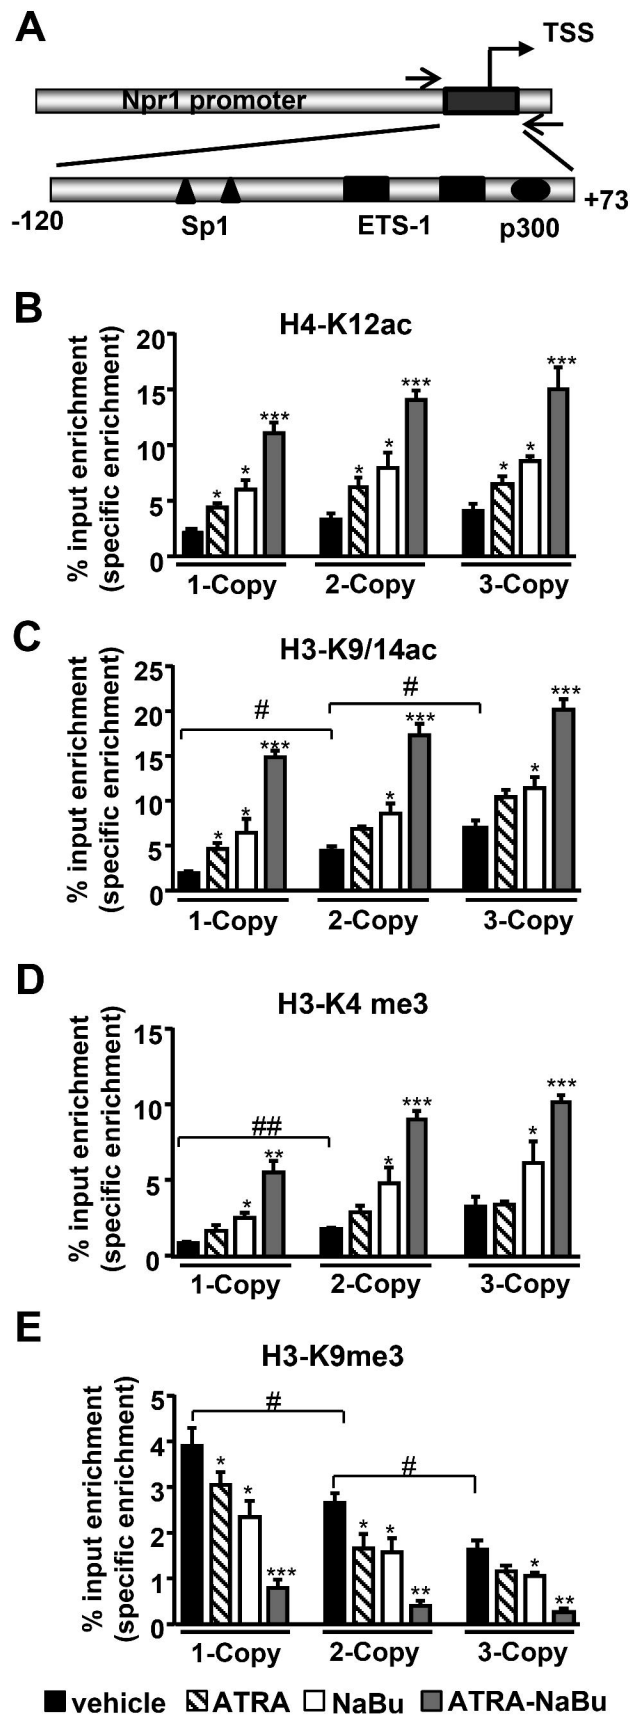 A
TSS
Npr1 promoter
-120
+73
Sp1 ETS-1 p300
B
H4-K12ac
% input enrichment
(specific enrichment)
20
15
10
5
0
* * ***
* * ***
* * ***
1-Copy 2-Copy 3-Copy
C
H3-K9/14ac
% input enrichment
(specific enrichment)
25
20
15
10
5
0
# #
* * ***
* ***
* ***
1-Copy 2-Copy 3-Copy
D
H3-K4 me3
% input enrichment
(specific enrichment)
15
10
5
0
##
* **
* ***
* ***
1-Copy 2-Copy 3-Copy
E
H3-K9me3
% input enrichment
(specific enrichment)
5
4
3
2
1
0
# #
* * ***
* * **
* **
1-Copy 2-Copy 3-Copy
vehicle ATRA NaBu ATRA-NaBu